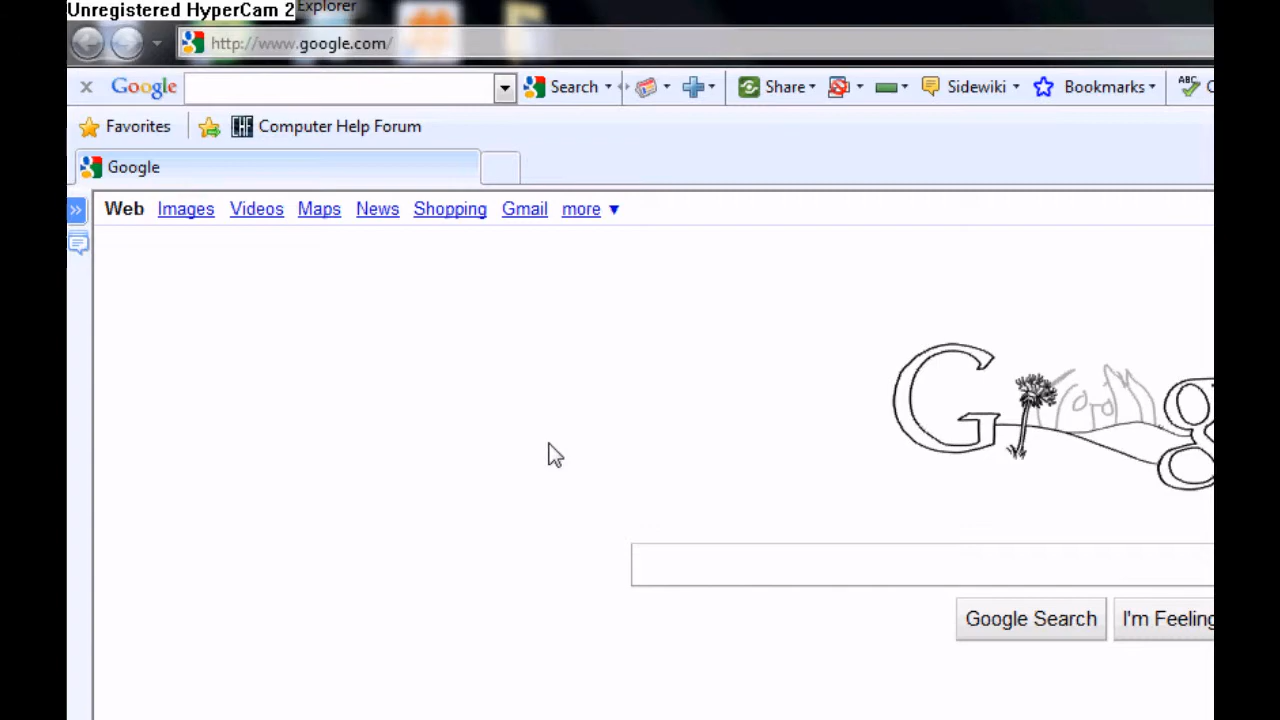 Unregistered HyperCam 2
Explorer
http://www.google.com/
Google Search Share Sidewiki Bookmarks ABC
Favorites Computer Help Forum
Google
Web Images Videos Maps News Shopping Gmail more
G g
Google Search I'm Feeling